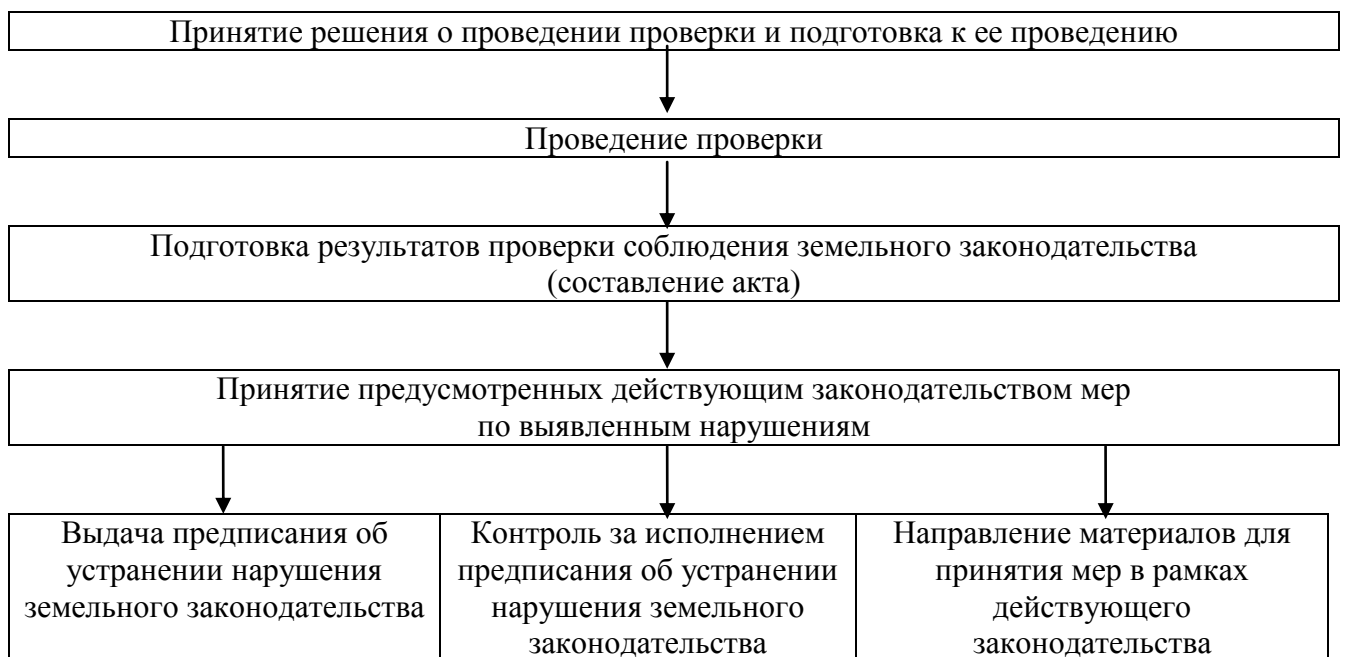 Принятие решения о проведении проверки и подготовка к ее проведению
Проведение проверки
Подготовка результатов проверки соблюдения земельного законодательства
(составление акта)
Принятие предусмотренных действующим законодательством мер
по выявленным нарушениям
Выдача предписания об
устранении нарушения
земельного законодательства
Контроль за исполнением
предписания об устранении
нарушения земельного
законодательства
Направление материалов для
принятия мер в рамках
действующего
законодательства